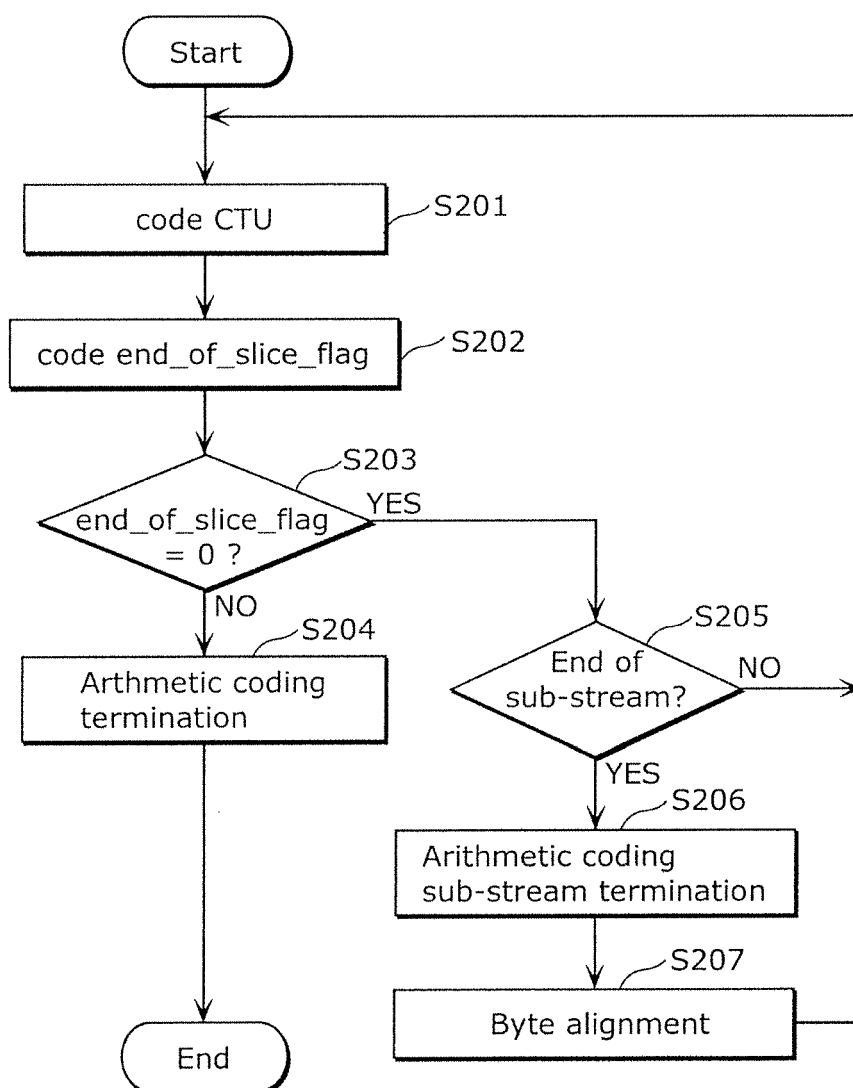 Start
code CTU
S201
code end_of_slice_flag
S202
S203
end_of_slice_flag
= 0 ?
YES
NO
S204
Arthmetic coding
termination
S205
End of
sub-stream?
NO
YES
S206
Arithmetic coding
sub-stream termination
S207
Byte alignment
End